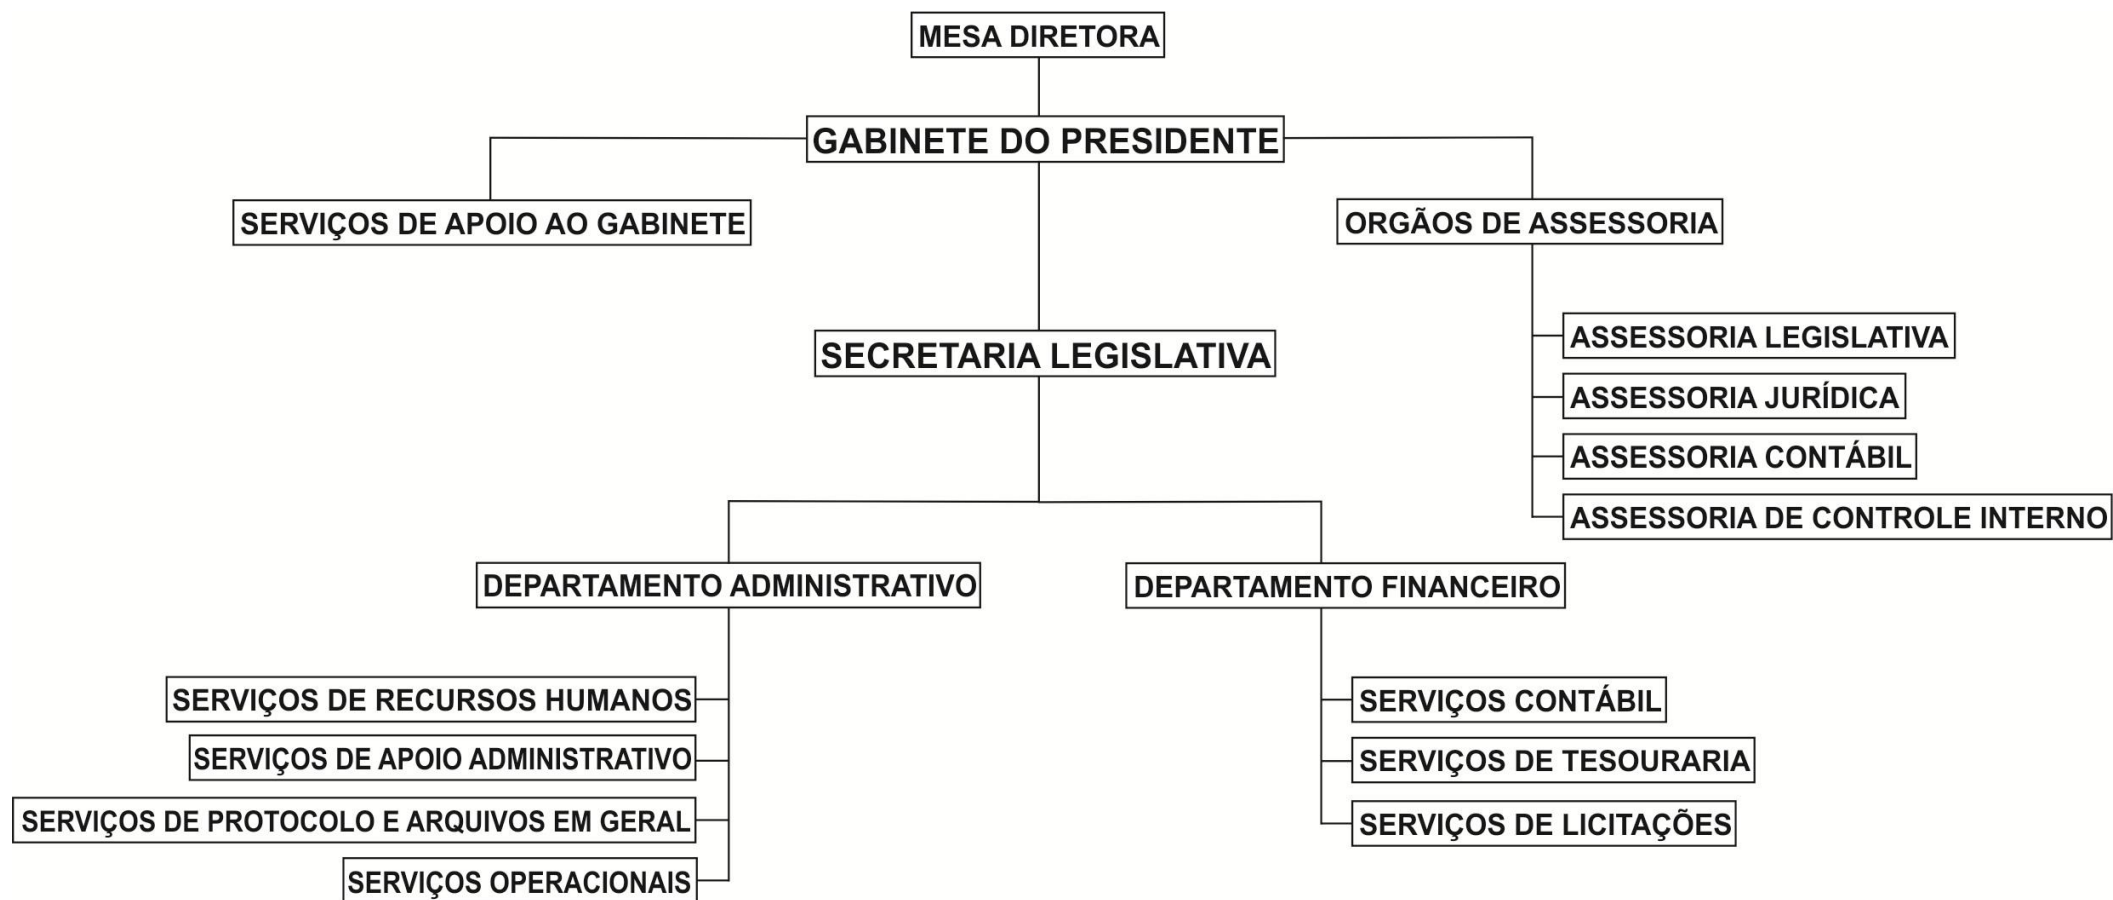 MESA DIRETORA
GABINETE DO PRESIDENTE
SERVIÇOS DE APOIO AO GABINETE
ORGÃOS DE ASSESSORIA
ASSESSORIA LEGISLATIVA
ASSESSORIA JURÍDICA
ASSESSORIA CONTÁBIL
ASSESSORIA DE CONTROLE INTERNO
SECRETARIA LEGISLATIVA
DEPARTAMENTO ADMINISTRATIVO
SERVIÇOS DE RECURSOS HUMANOS
SERVIÇOS DE APOIO ADMINISTRATIVO
SERVIÇOS DE PROTOCOLO E ARQUIVOS EM GERAL
SERVIÇOS OPERACIONAIS
DEPARTAMENTO FINANCEIRO
SERVIÇOS CONTÁBIL
SERVIÇOS DE TESOURARIA
SERVIÇOS DE LICITAÇÕES